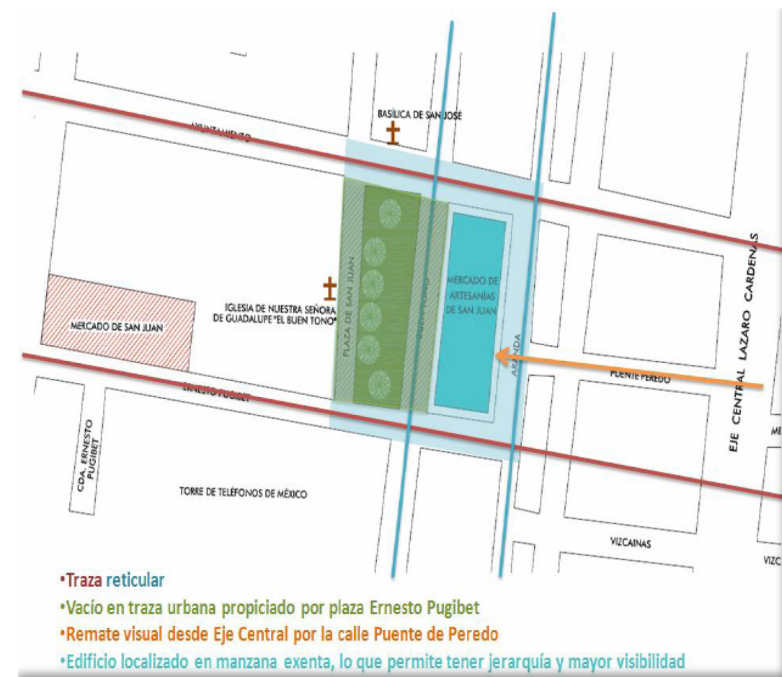 BASÍLICA DE SAN JOSÉ
AYUNTAMIENTO
EJE CENTRAL LAZARO CARDENAS
PLAZA DE SAN JUAN
MERCADO DE
ARTESANÍAS
DE SAN JUAN
IGLESIA DE NUESTRA SEÑORA
DE GUADALUPE "EL BUEN TONO"
MERCADO DE SAN JUAN
ARANDA
PUENTE PEREDO
ERNESTO PUGIBET
CDA. ERNESTO
PUGIBET
TORRE DE TELÉFONOS DE MÉXICO
VIZCAINAS
VIZC
•Traza reticular
•Vacío en traza urbana propiciado por plaza Ernesto Pugibet
•Remate visual desde Eje Central por la calle Puente de Peredo
•Edificio localizado en manzana exenta, lo que permite tener jerarquía y mayor visibilidad